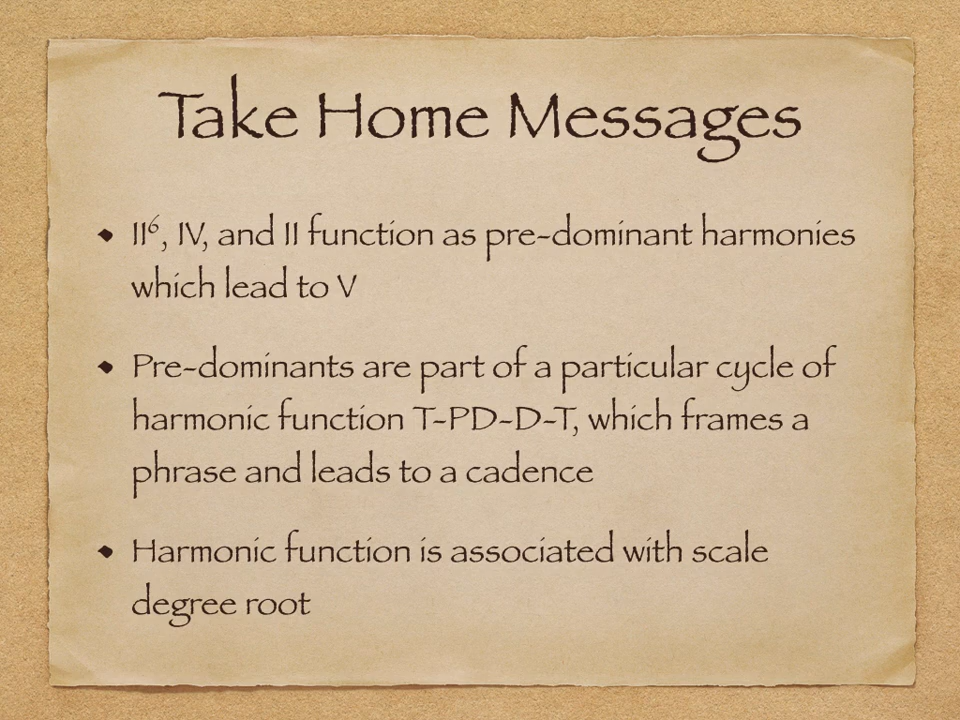 Take Home Messages
• II⁶, IV, and II function as pre-dominant harmonies
which lead to V
• Pre-dominants are part of a particular cycle of
harmonic function T-PD-D-T, which frames a
phrase and leads to a cadence
• Harmonic function is associated with scale
degree root